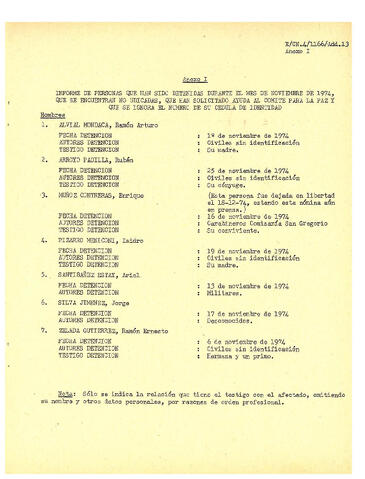 E/CN.4/1166/Add.13
Anexo I
Anexo I
INFORME DE PERSONAS QUE HAN SIDO DETENIDAS DURANTE EL MES DE NOVIEMBRE DE 1974,
QUE SE ENCUENTRAN NO UBICADAS, QUE HAN SOLICITADO AYUDA AL COMITE PARA LA PAZ Y
QUE SE IGNORA EL NUMERO DE SU CEDULA DE IDENTIDAD
Nombres
1. ALVIAL MONDACA, Ramón Arturo
FECHA DETENCION : 19 de noviembre de 1974
AUTORES DETENCION : Civiles sin identificación
TESTIGO DETENCION : Su madre.
2. ARROYO PADILLA, Rubén
FECHA DETENCION : 25 de noviembre de 1974
AUTORES DETENCION : Civiles sin identificación
TESTIGO DETENCION : Su cónyuge.
3. MUÑOZ CONTRERAS, Enrique (Esta persona fue dejada en libertad
el 18-12-74, estando esta nómina aún
en prensa.)
FECHA DETENCION : 16 de noviembre de 1974
AUTORES DETENCION : Carabineros Comisaría San Gregorio
TESTIGO DETENCION : Su conviviente.
4. PIZARRO MENICONI, Isidro
FECHA DETENCION : 19 de noviembre de 1974
AUTORES DETENCION : Civiles sin identificación
TESTIGO DETENCION : Su madre.
5. SANTIBAÑEZ ESTAY, Ariel
FECHA DETENCION : 13 de noviembre de 1974
AUTORES DETENCION : Militares.
6. SILVA JIMENEZ, Jorge
FECHA DETENCION : 17 de noviembre de 1974
AUTORES DETENCION : Desconocidos.
7. ZELADA GUTIERREZ, Ramón Ernesto
FECHA DETENCION : 6 de noviembre de 1974
AUTORES DETENCION : Civiles sin identificación
TESTIGO DETENCION : Hermana y un primo.
Nota: Sólo se indica la relación que tiene el testigo con el afectado, omitiendo
su nombre y otros datos personales, por razones de orden profesional.